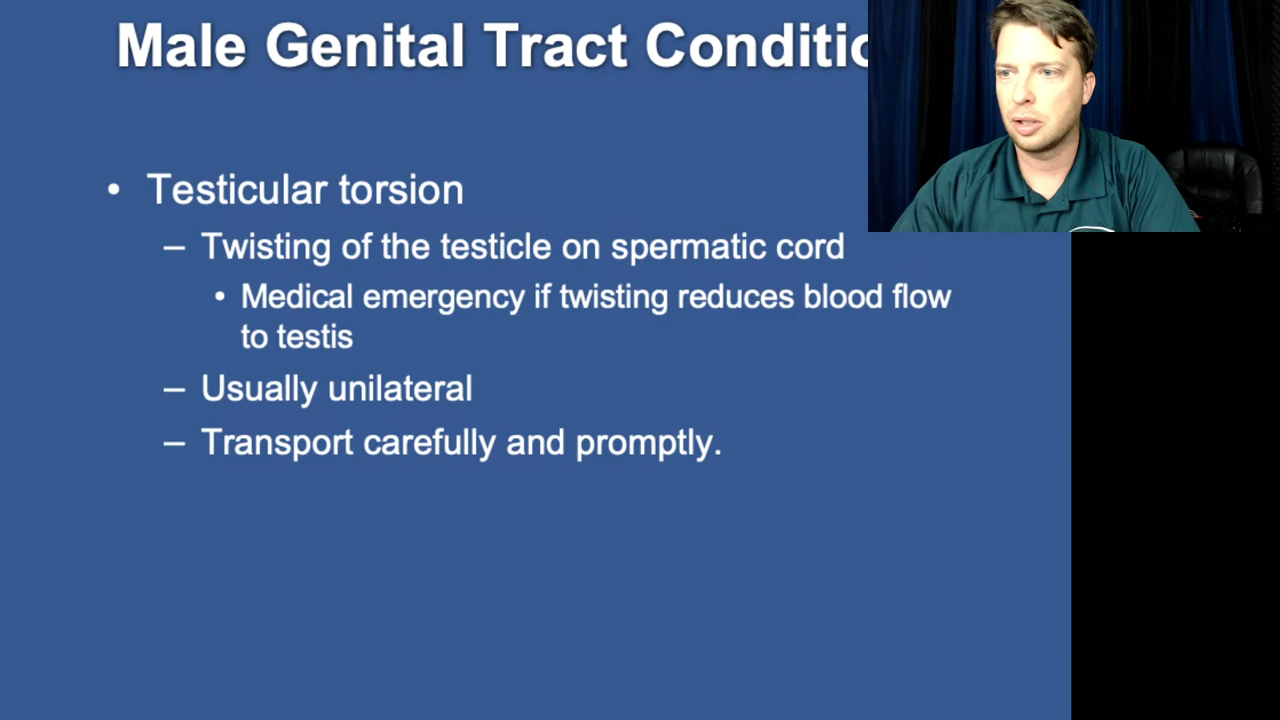 Male Genital Tract Conditio
• Testicular torsion
– Twisting of the testicle on spermatic cord
• Medical emergency if twisting reduces blood flow
to testis
– Usually unilateral
– Transport carefully and promptly.